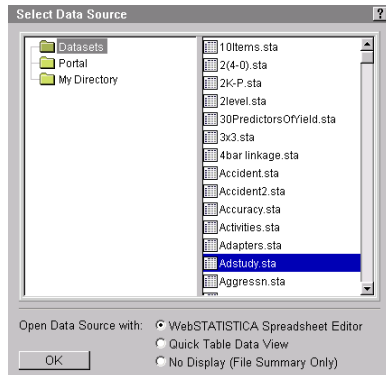 Select Data Source ?
Datasets
Portal
My Directory
10Items.sta
2(4-0).sta
2K-P.sta
2level.sta
30PredictorsOfYield.sta
3x3.sta
4bar linkage.sta
Accident.sta
Accident2.sta
Accuracy.sta
Activities.sta
Adapters.sta
Adstudy.sta
Aggressn.sta
Open Data Source with:
WebSTATISTICA Spreadsheet Editor
Quick Table Data View
No Display (File Summary Only)
OK